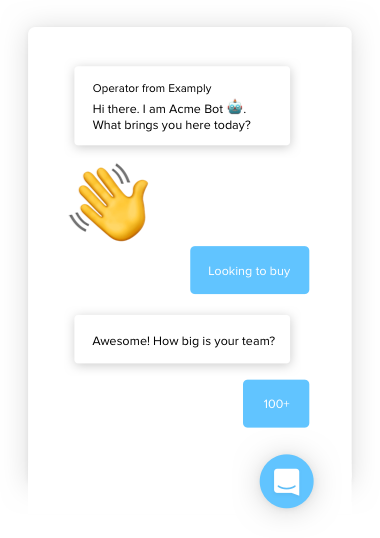 Operator from Examply
Hi there. I am Acme Bot 🤖.
What brings you here today?
Looking to buy
Awesome! How big is your team?
100+